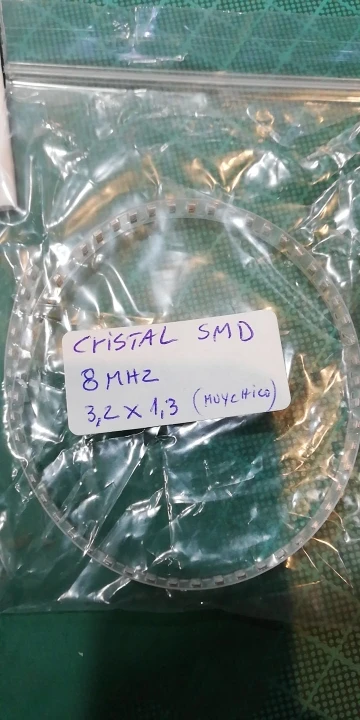 CRISTAL SMD
8 MHZ
3,2 X 1,3 (MUY CHICO)